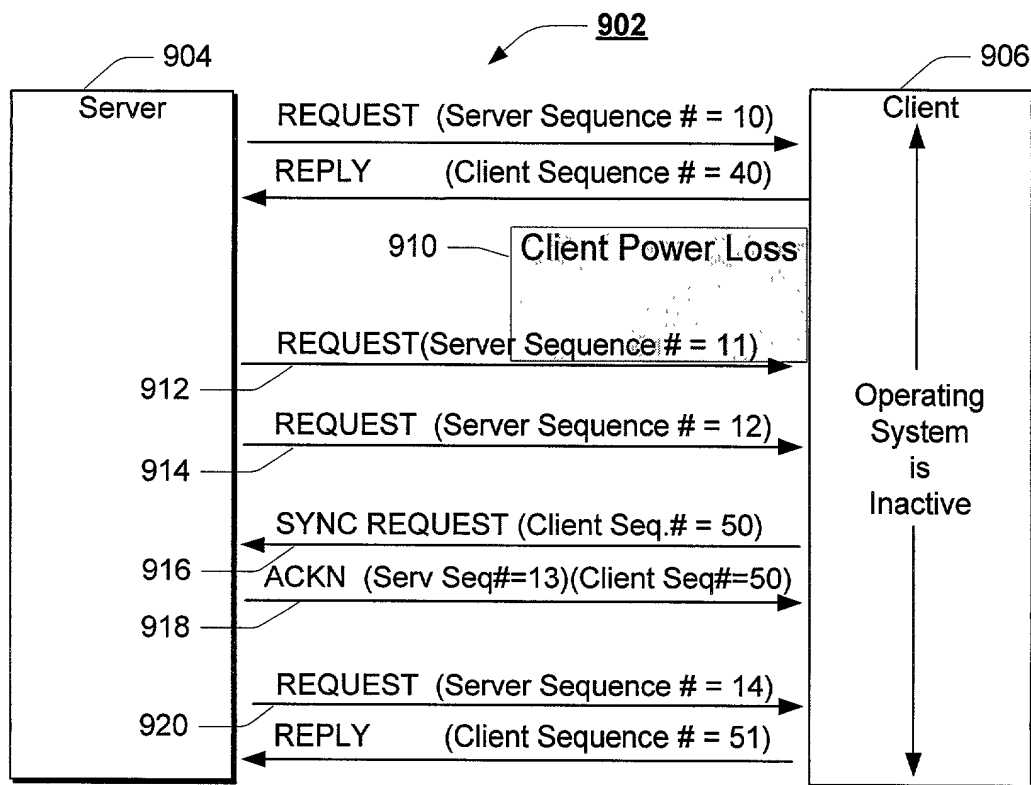 902
904
906
Server
Client
REQUEST (Server Sequence # = 10)
REPLY (Client Sequence # = 40)
910
Client Power Loss
REQUEST(Server Sequence # = 11)
912
REQUEST (Server Sequence # = 12)
914
Operating
System
is
Inactive
SYNC REQUEST (Client Seq.# = 50)
916
ACKN (Serv Seq#=13)(Client Seq#=50)
918
REQUEST (Server Sequence # = 14)
920
REPLY (Client Sequence # = 51)